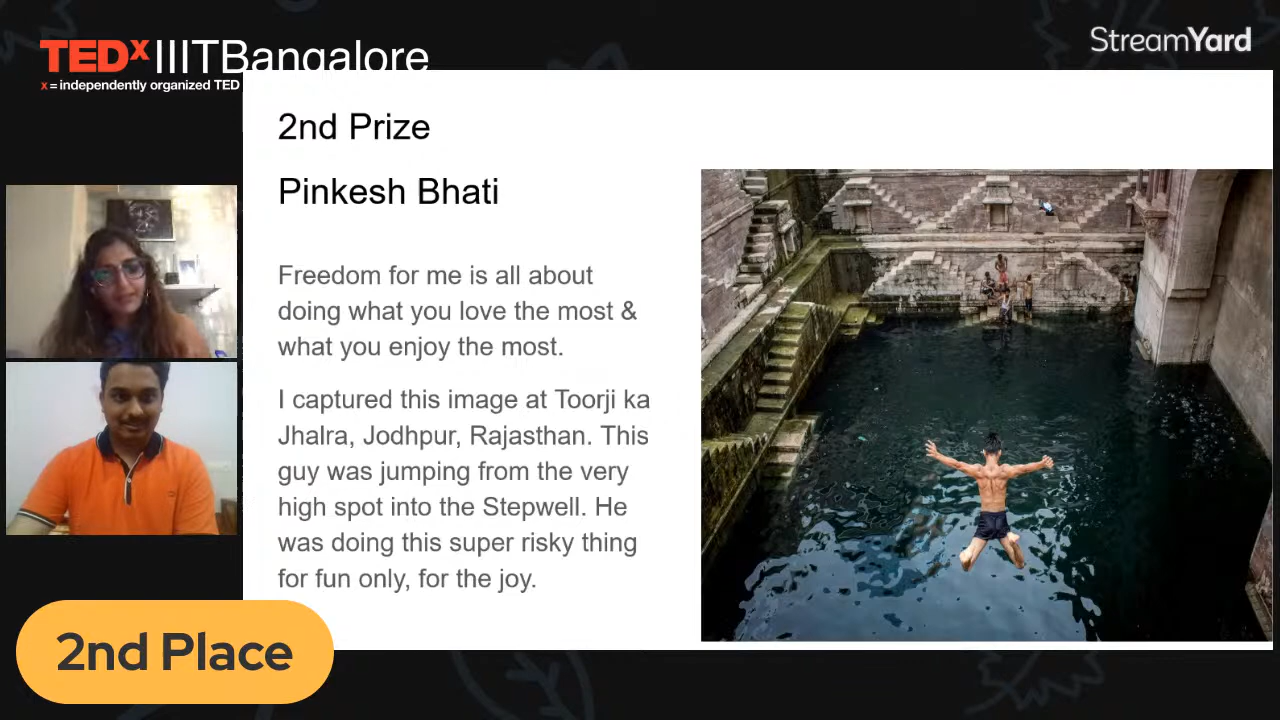 TEDxIIITBangalore
x = independently organized TED
StreamYard
2nd Prize
Pinkesh Bhati
Freedom for me is all about
doing what you love the most &
what you enjoy the most.
I captured this image at Toorji ka
Jhalra, Jodhpur, Rajasthan. This
guy was jumping from the very
high spot into the Stepwell. He
was doing this super risky thing
for fun only, for the joy.
2nd Place